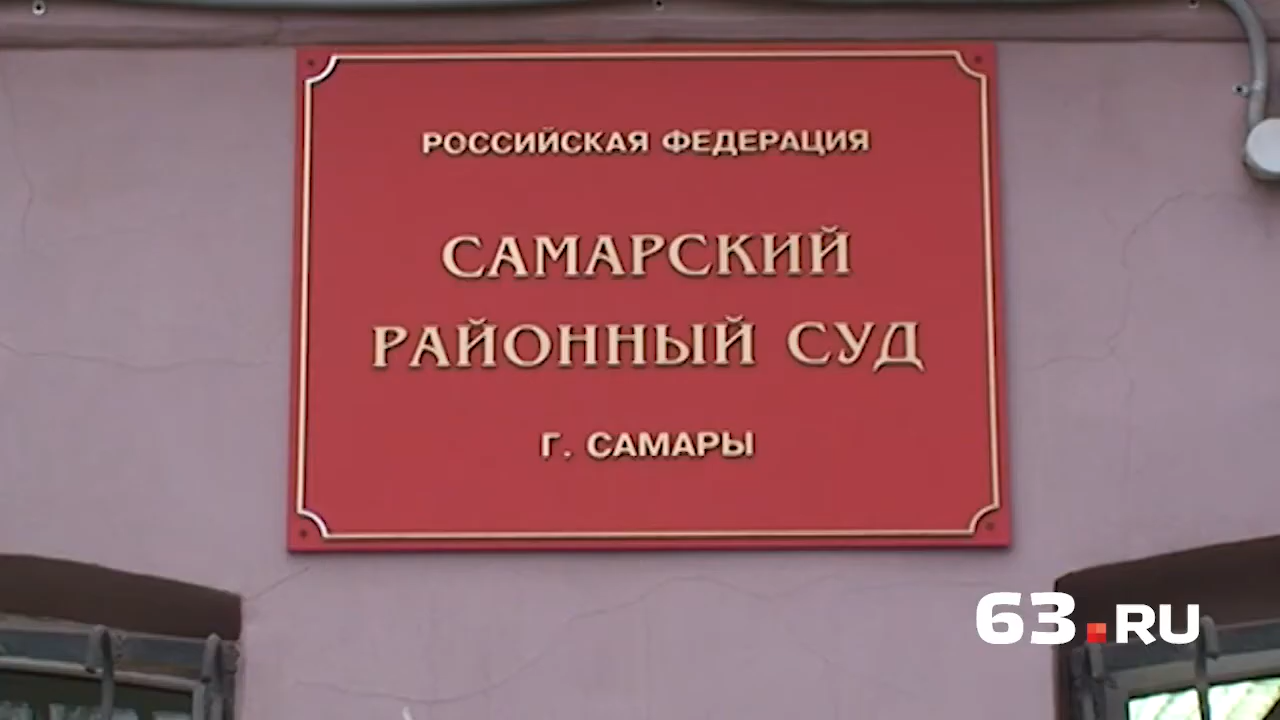 РОССИЙСКАЯ ФЕДЕРАЦИЯ
САМАРСКИЙ
РАЙОННЫЙ СУД
Г. САМАРЫ
63.RU